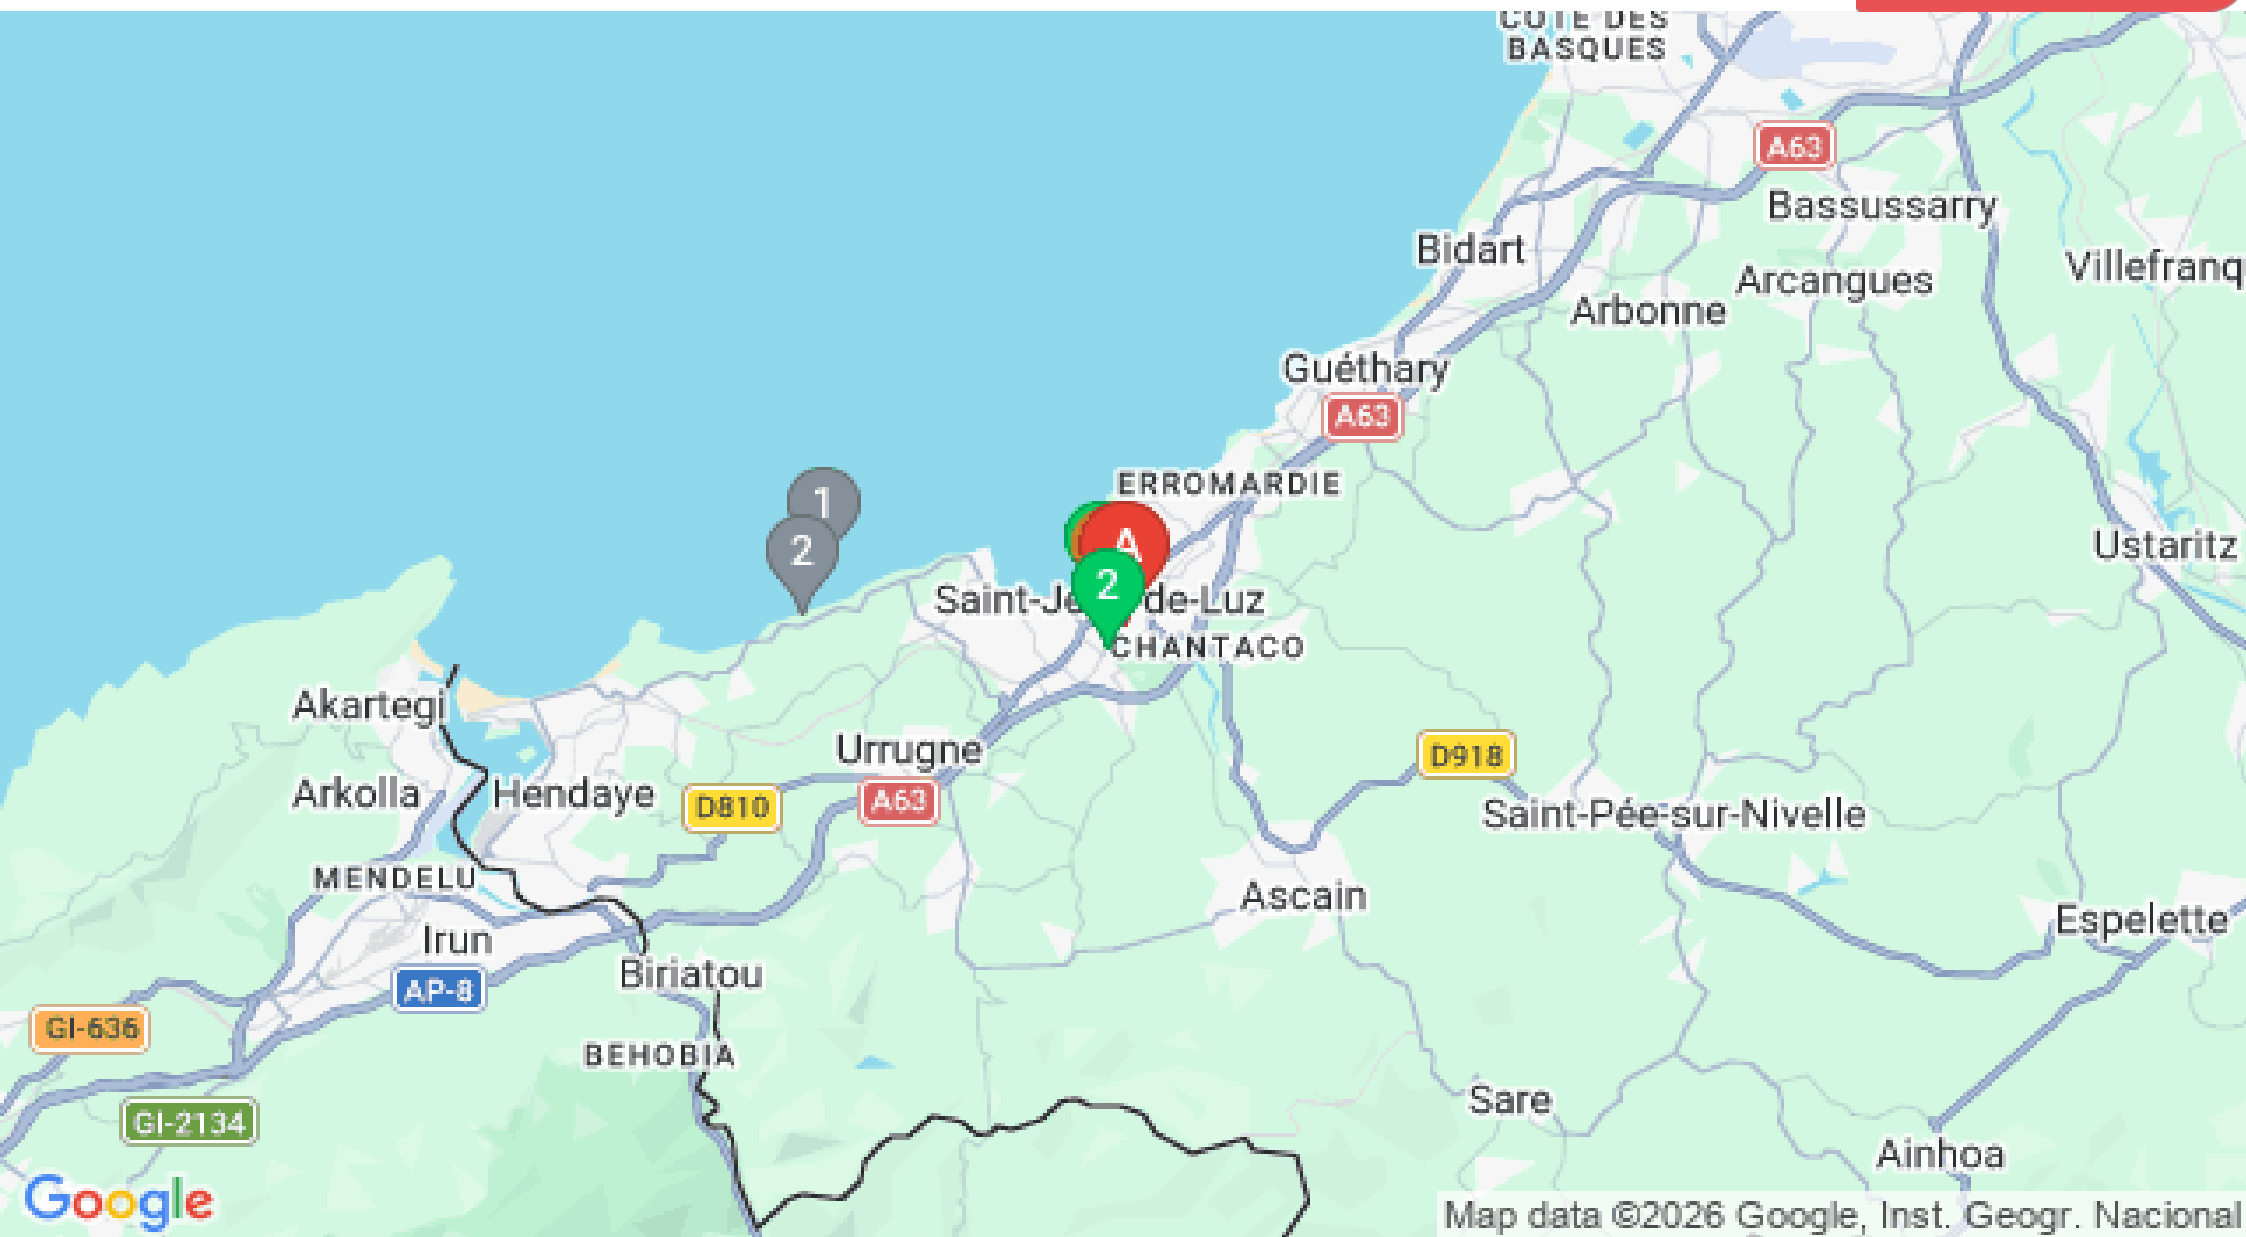 CÔTE DES
BASQUES
A63
Bassussarry
Bidart
Villefranq
Arcangues
Arbonne
Guéthary
A63
ERROMARDIE
1
A
2
2
Ustaritz
CHANTACO
Akartegi
Urrugne
D918
Arkolla
Hendaye
D810
A63
Saint-Pée-sur-Nivelle
MENDELU
Ascain
Irun
Espelette
Biriatou
AP-8
GI-636
BEHOBIA
Sare
GI-2134
Ainhoa
Google
Map data ©2026 Google, Inst. Geogr. Nacional